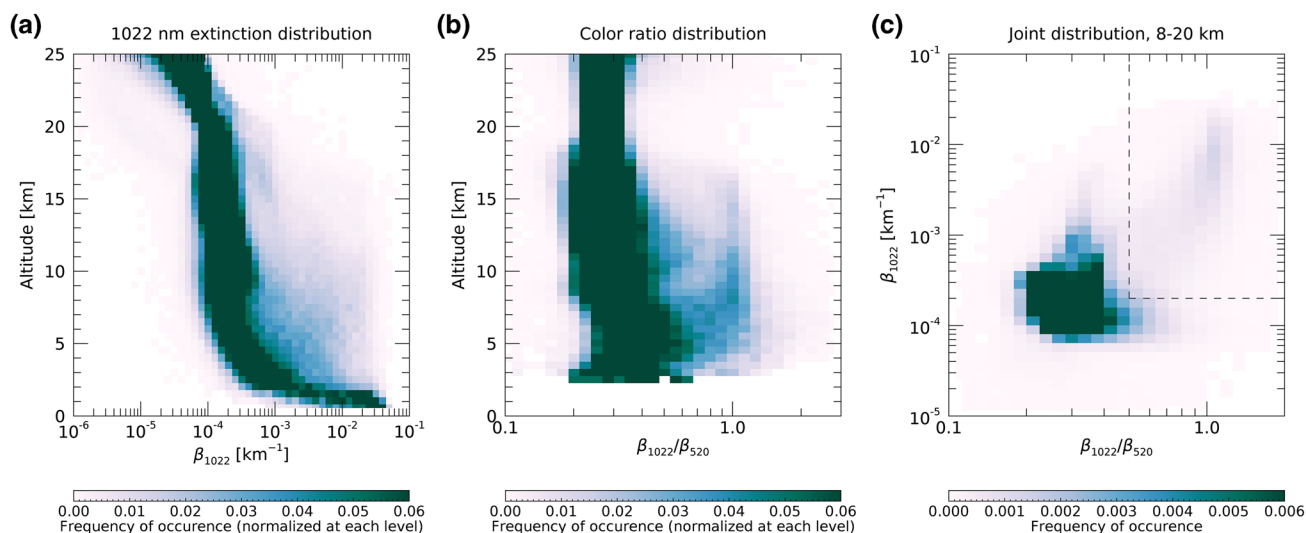 (a)
1022 nm extinction distribution
25
20
15
10
5
0
Altitude [km]
10⁻⁶ 10⁻⁵ 10⁻⁴ 10⁻³ 10⁻² 10⁻¹
β₁₀₂₂ [km⁻¹]
0.00 0.01 0.02 0.03 0.04 0.05 0.06
Frequency of occurence (normalized at each level)
(b)
Color ratio distribution
25
20
15
10
5
0
Altitude [km]
0.1 1.0
β₁₀₂₂/β₅₂₀
0.00 0.01 0.02 0.03 0.04 0.05 0.06
Frequency of occurence (normalized at each level)
(c)
Joint distribution, 8-20 km
10⁻¹
10⁻²
10⁻³
10⁻⁴
10⁻⁵
β₁₀₂₂ [km⁻¹]
0.1 1.0
β₁₀₂₂/β₅₂₀
0.000 0.001 0.002 0.003 0.004 0.005 0.006
Frequency of occurence